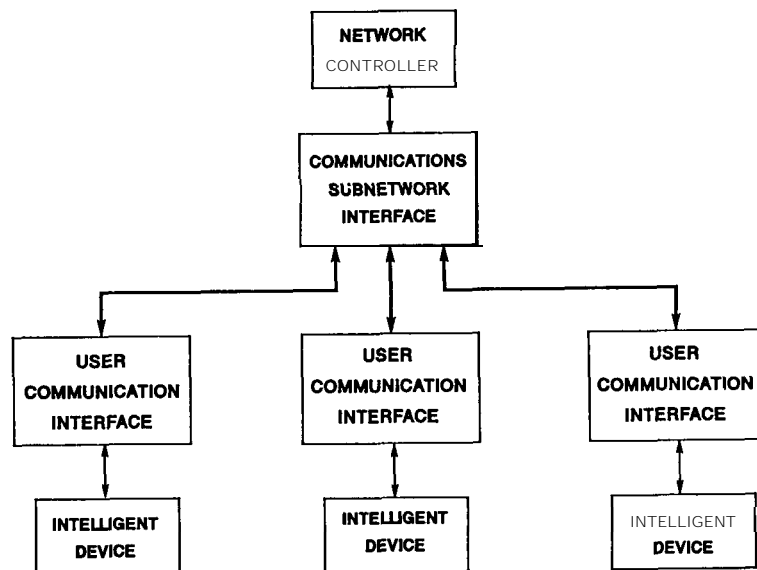 NETWORK
CONTROLLER
COMMUNICATIONS
SUBNETWORK
INTERFACE
USER
COMMUNICATION
INTERFACE
USER
COMMUNICATION
INTERFACE
USER
COMMUNICATION
INTERFACE
INTELLIGENT
DEVICE
INTELLIGENT
DEVICE
INTELLIGENT
DEVICE